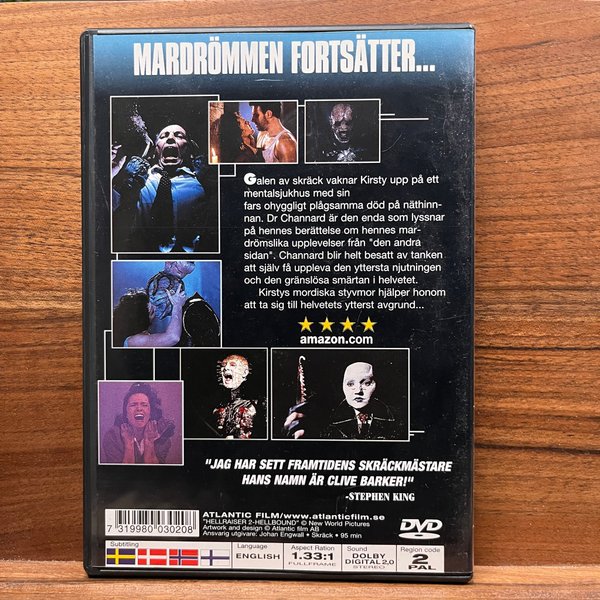 MARDRÖMMEN FORTSÄTTER...
Galen av skräck vaknar Kirsty upp på ett
mentalsjukhus med sin
fars ohyggligt plågsamma död på näthinn-
nan. Dr Channard är den enda som lyssnar
på hennes berättelse om hennes mar-
drömslika upplevelser från "den andra
sidan". Channard blir helt besatt av tanken
att själv få uppleva den yttersta njutningen
och den gränslösa smärtan i helvetet.
Kirstys mordiska styvmor hjälper honom
att ta sig till helvetets ytterst avgrund...
amazon.com
"JAG HAR SETT FRAMTIDENS SKRÄCKMÄSTARE
HANS NAMN ÄR CLIVE BARKER!"
-STEPHEN KING
7 319980 030208
ATLANTIC FILM/www.atlanticfilm.se
"HELLRAISER 2-HELLBOUND" © New World Pictures
Artwork and design © Atlantic film AB
Ansvarig utgivare: Johan Engwall • Skräck • 95 min
DVD
VIDEO
Subtitling
Language
ENGLISH
Aspect Ration
1.33:1
FULLFRAME
Sound
DOLBY
DIGITAL 2,0
STEREO
Region code
2
PAL